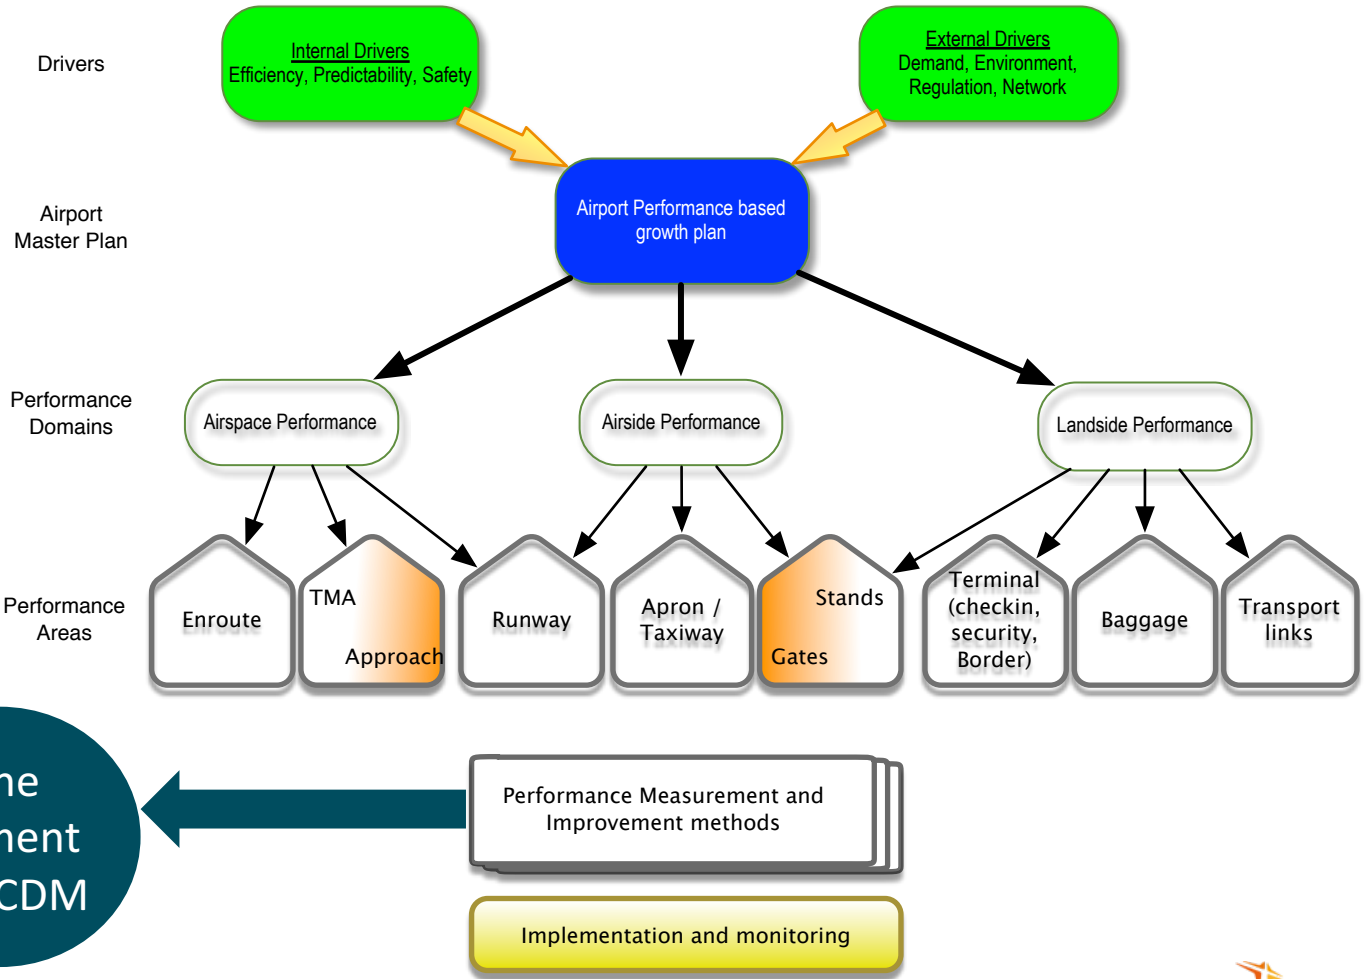 Drivers
Internal Drivers
Efficiency, Predictability, Safety
External Drivers
Demand, Environment,
Regulation, Network
Airport
Master Plan
Airport Performance based
growth plan
Performance
Domains
Airspace Performance
Airside Performance
Landside Performance
Performance
Areas
Enroute
TMA
Approach
Runway
Apron /
Taxiway
Stands
Gates
Terminal
(checkin,
security,
Border)
Baggage
Transport
links
CDM
Performance Measurement and
Improvement methods
Implementation and monitoring